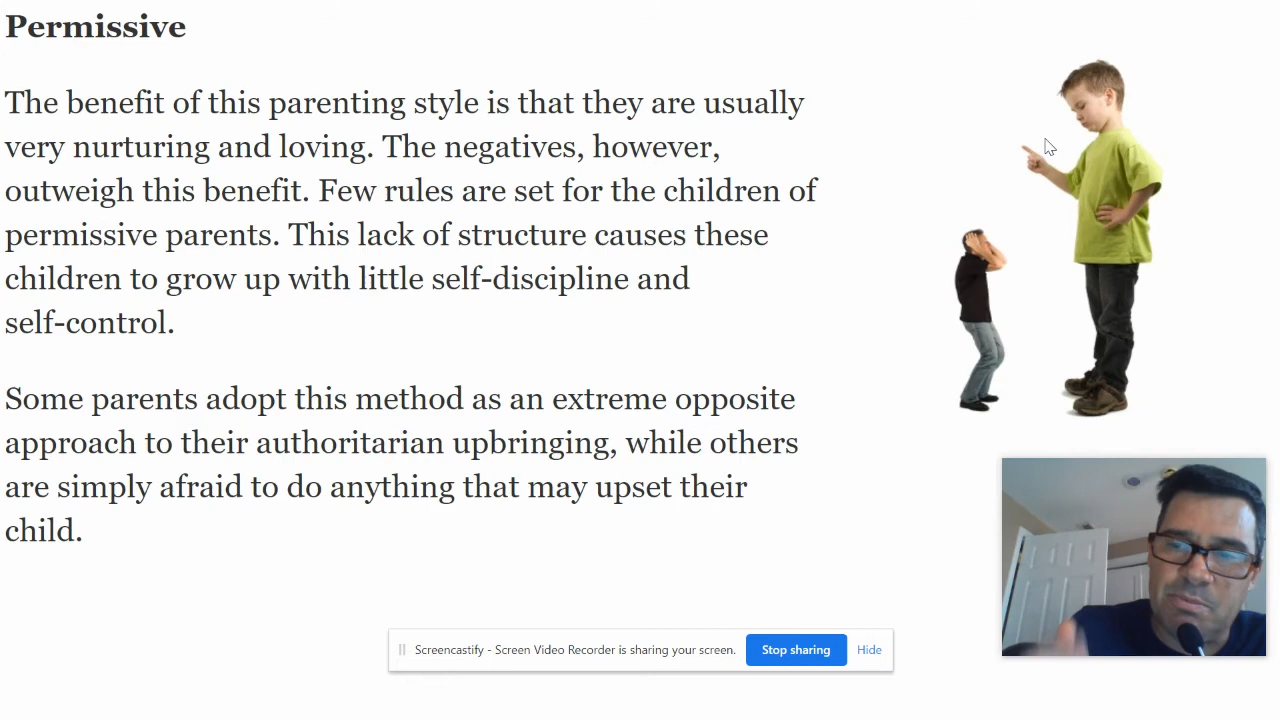 Permissive
The benefit of this parenting style is that they are usually
very nurturing and loving. The negatives, however,
outweigh this benefit. Few rules are set for the children of
permissive parents. This lack of structure causes these
children to grow up with little self-discipline and
self-control.
Some parents adopt this method as an extreme opposite
approach to their authoritarian upbringing, while others
are simply afraid to do anything that may upset their
child.
Screencastify - Screen Video Recorder is sharing your screen. Stop sharing Hide